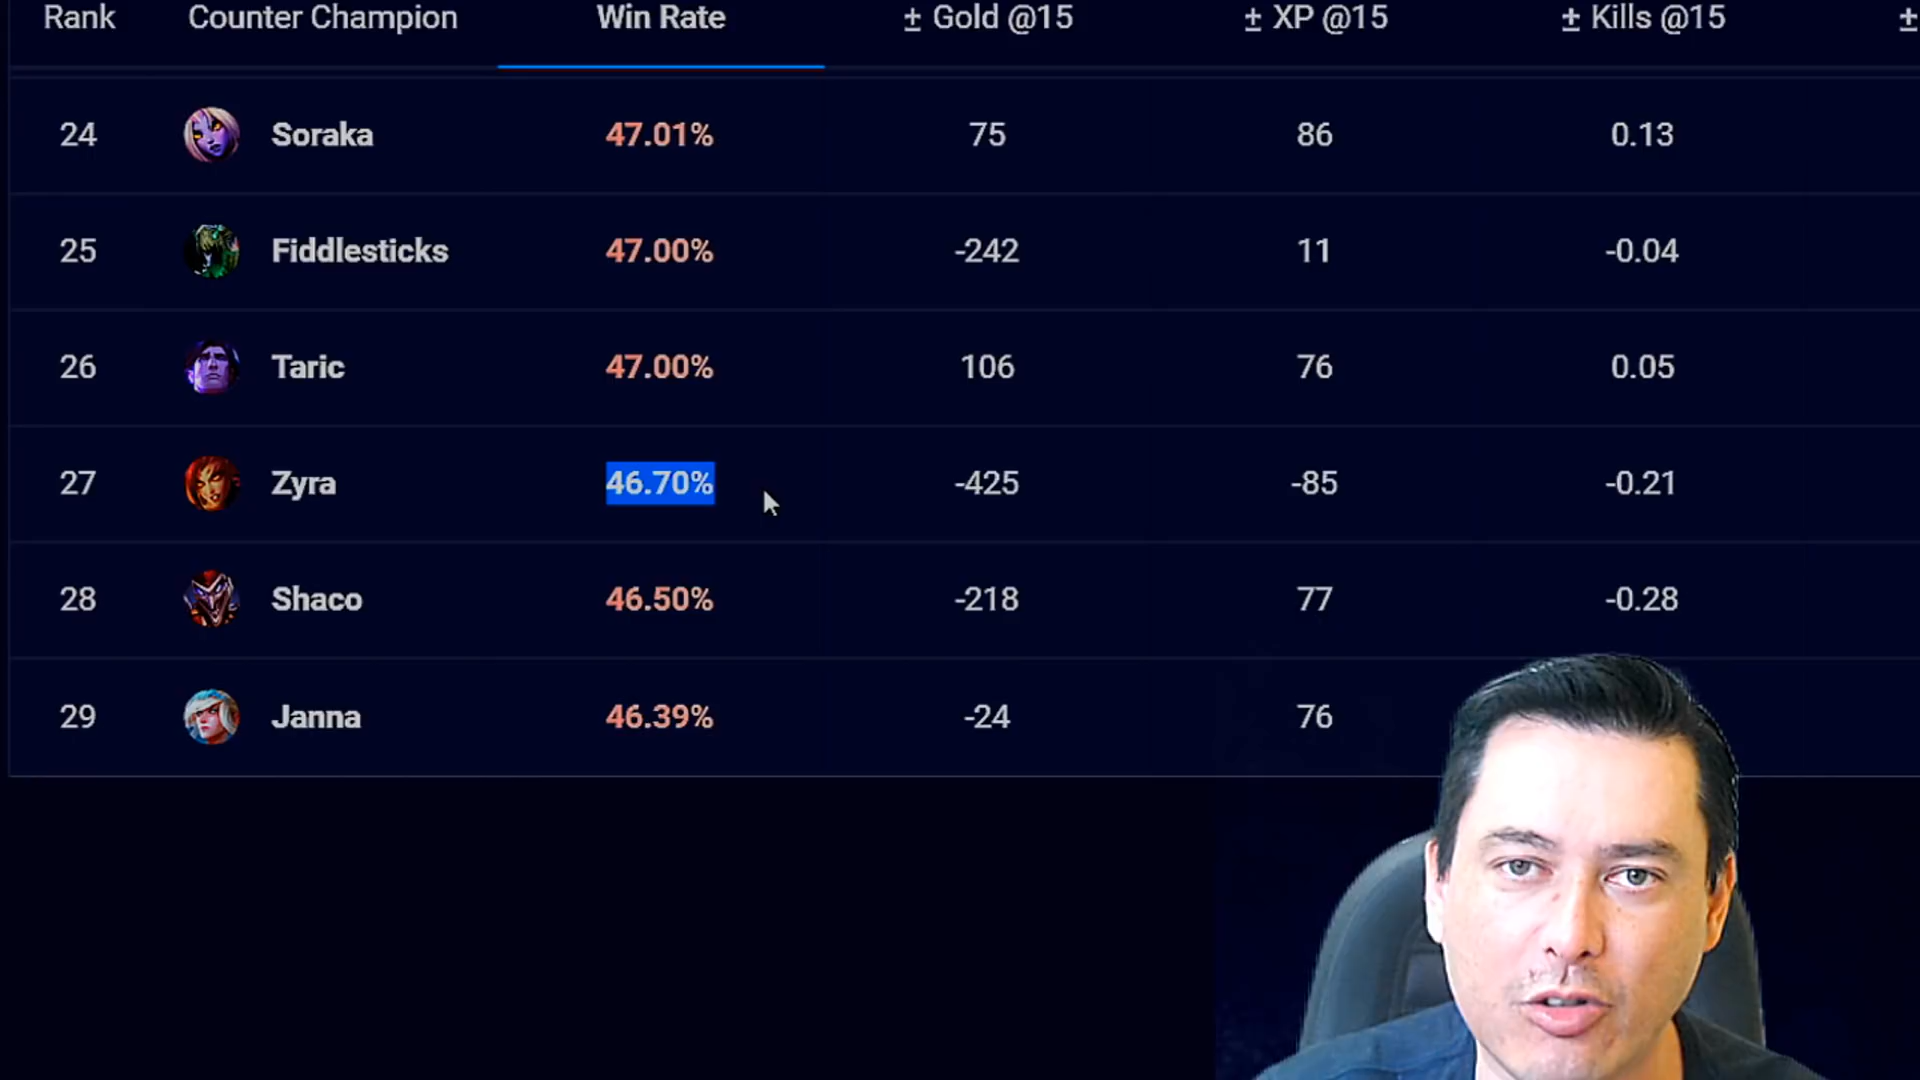 Rank Counter Champion Win Rate ± Gold @15 ± XP @15 ± Kills @15 ±
24 Soraka 47.01% 75 86 0.13
25 Fiddlesticks 47.00% -242 11 -0.04
26 Taric 47.00% 106 76 0.05
27 Zyra 46.70% -425 -85 -0.21
28 Shaco 46.50% -218 77 -0.28
29 Janna 46.39% -24 76